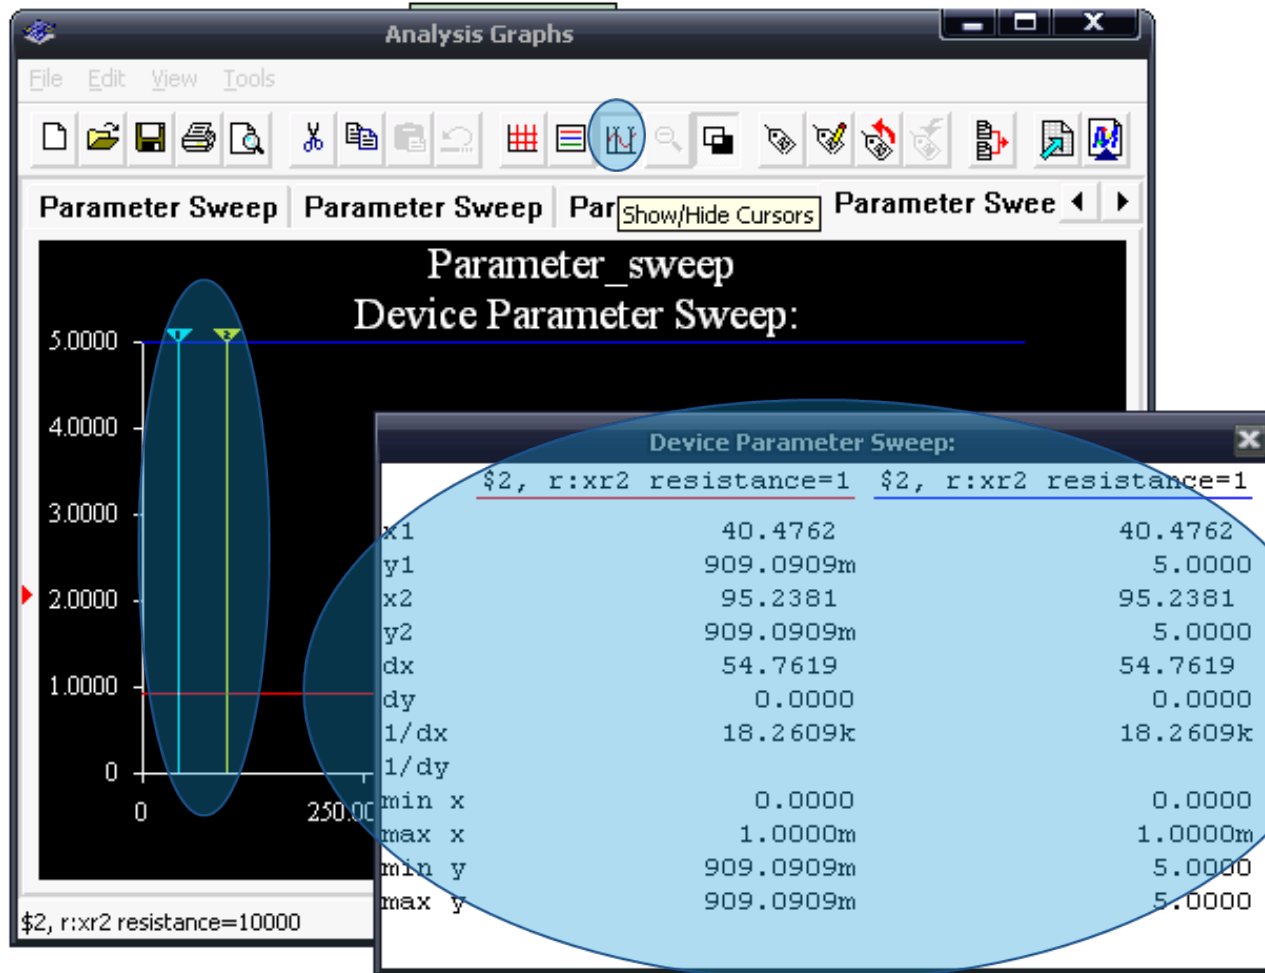 Analysis Graphs
File Edit View Tools
Parameter Sweep Parameter Sweep Par Parameter Swee
Show/Hide Cursors
Parameter_sweep
Device Parameter Sweep:
1 2
5.0000
4.0000
3.0000
2.0000
1.0000
0
0 250.00
Device Parameter Sweep:
$2, r:xr2 resistance=1 $2, r:xr2 resistance=1
x1 40.4762 40.4762
y1 909.0909m 5.0000
x2 95.2381 95.2381
y2 909.0909m 5.0000
dx 54.7619 54.7619
dy 0.0000 0.0000
1/dx 18.2609k 18.2609k
1/dy
min x 0.0000 0.0000
max x 1.0000m 1.0000m
min y 909.0909m 5.0000
max y 909.0909m 5.0000
$2, r:xr2 resistance=10000